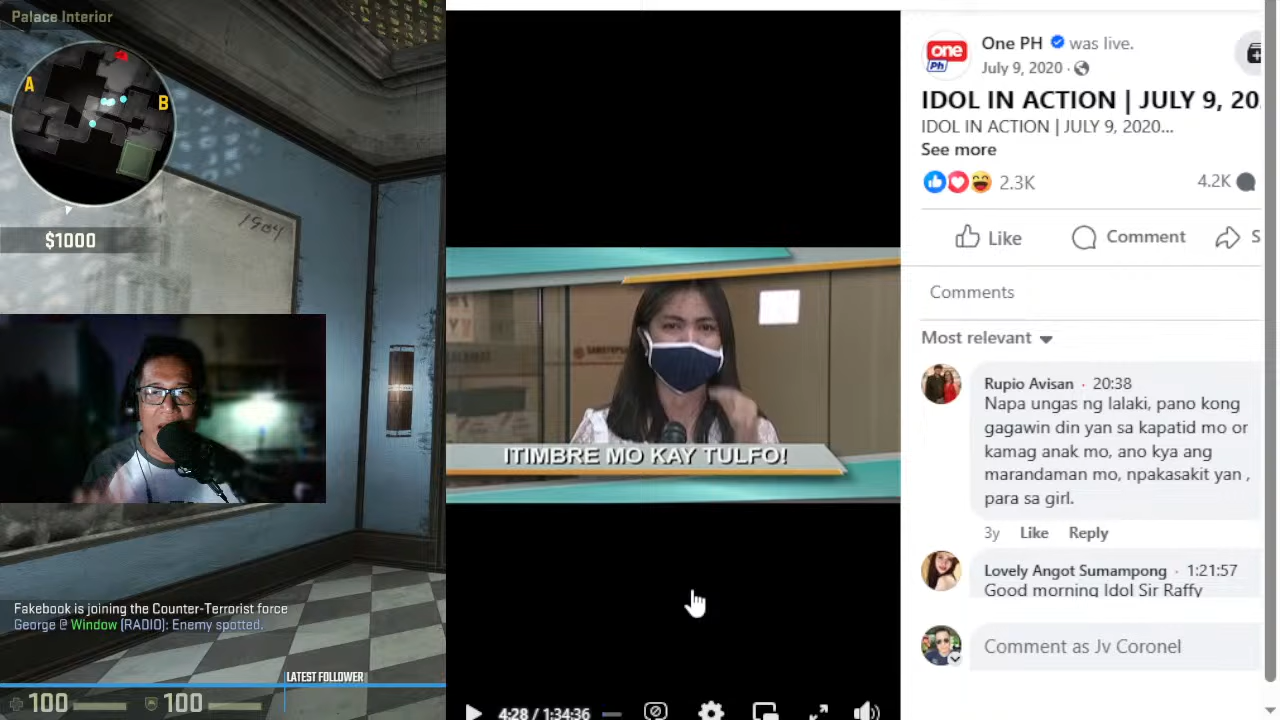 Palace Interior
A
B
$1000
1904
Fakebook is joining the Counter-Terrorist force
George @ Window (RADIO): Enemy spotted.
LATEST FOLLOWER
100
100
ITIMBRE MO KAY TULFO!
4:28 / 1:34:36
one
Ph
One PH was live.
July 9, 2020 ·
IDOL IN ACTION | JULY 9, 20
IDOL IN ACTION | JULY 9, 2020...
See more
2.3K
4.2K
Like
Comment
S
Comments
Most relevant
Rupio Avisan · 20:38
Napa ungas ng lalaki, pano kong
gagawin din yan sa kapatid mo or
kamag anak mo, ano kya ang
marandaman mo, npakasakit yan ,
para sa girl.
3y Like Reply
Lovely Angot Sumampong · 1:21:57
Good morning Idol Sir Raffy
Comment as Jv Coronel